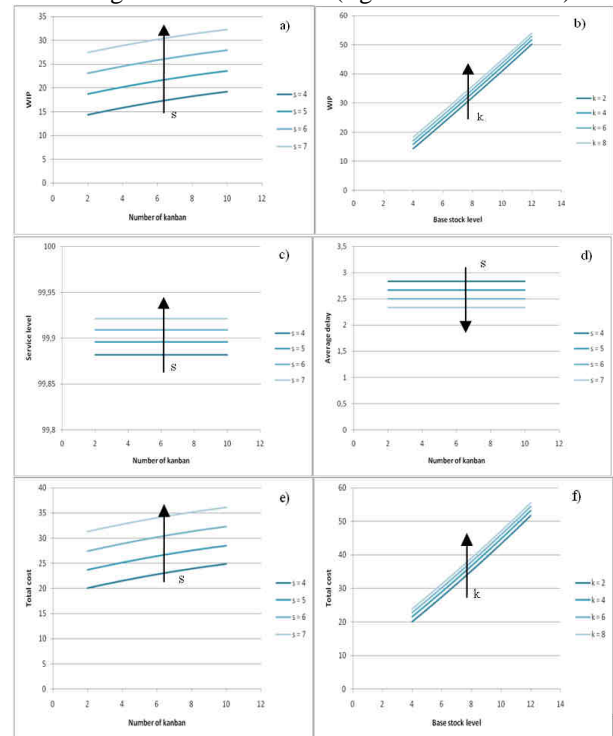 a)
35
30
25
20
15
10
5
0
WIP
0 2 4 6 8 10 12
Number of kanban
s
s = 4
s = 5
s = 6
s = 7
b)
60
50
40
30
20
10
0
WIP
0 2 4 6 8 10 12 14
Base stock level
k
k = 2
k = 4
k = 6
k = 8
c)
100
99,95
99,9
99,85
99,8
Service level
0 2 4 6 8 10 12
Number of kanban
s
s = 4
s = 5
s = 6
s = 7
d)
3,5
3
2,5
2
1,5
1
0,5
0
Average delay
0 2 4 6 8 10 12
Number of kanban
s
s = 4
s = 5
s = 6
s = 7
e)
40
35
30
25
20
15
10
5
0
Total cost
0 2 4 6 8 10 12
Number of kanban
s
s = 4
s = 5
s = 6
s = 7
f)
60
50
40
30
20
10
0
Total cost
0 2 4 6 8 10 12 14
Base stock level
k
k = 2
k = 4
k = 6
k = 8